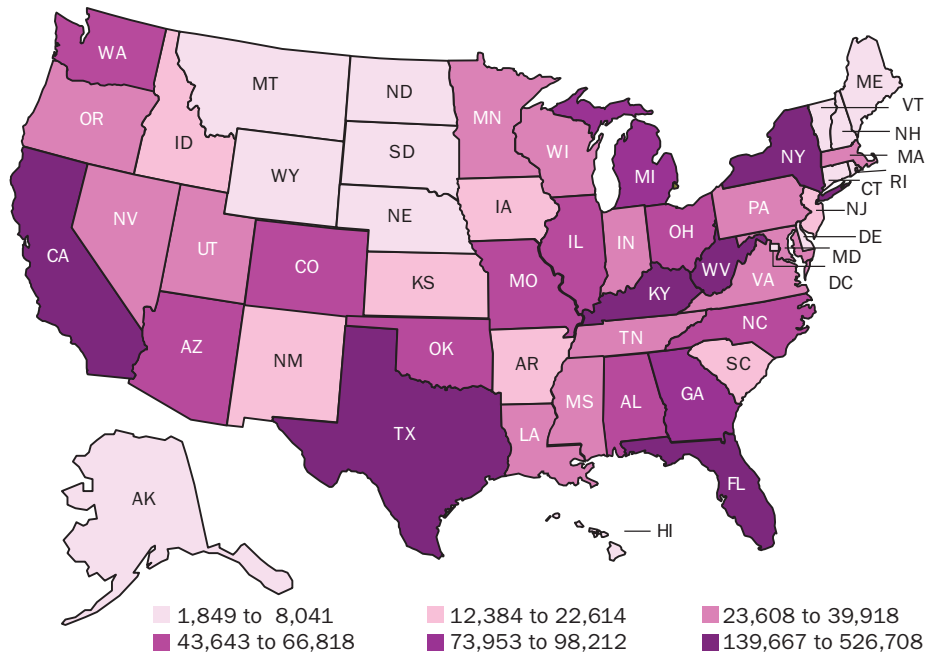 WA
ME
MT
ND
VT
OR
MN
NH
ID
SD
WI
MA
NY
WY
MI
RI
CT
NE
IA
PA
NJ
NV
OH
DE
UT
IL
IN
CA
CO
MD
WV
KS
MO
VA
DC
KY
NC
TN
AZ
OK
NM
AR
SC
MS
AL
GA
TX
LA
FL
AK
HI
1,849 to 8,041
12,384 to 22,614
23,608 to 39,918
43,643 to 66,818
73,953 to 98,212
139,667 to 526,708